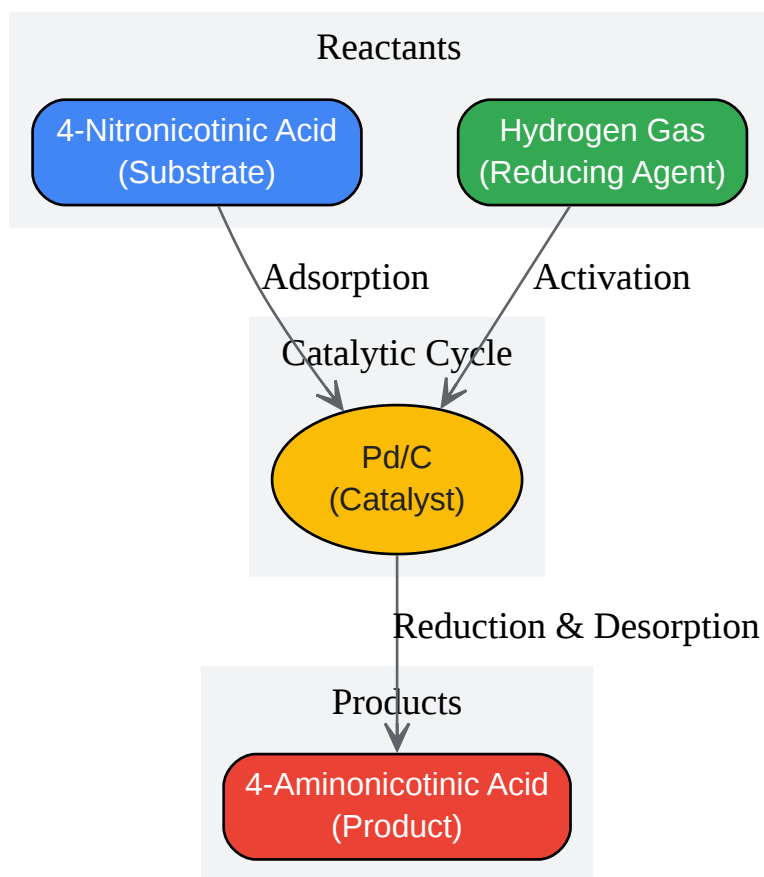 Reactants
4-Nitronicotinic Acid
(Substrate)
Hydrogen Gas
(Reducing Agent)
Adsorption
Activation
Catalytic Cycle
Pd/C
(Catalyst)
Reduction & Desorption
Products
4-Aminonicotinic Acid
(Product)